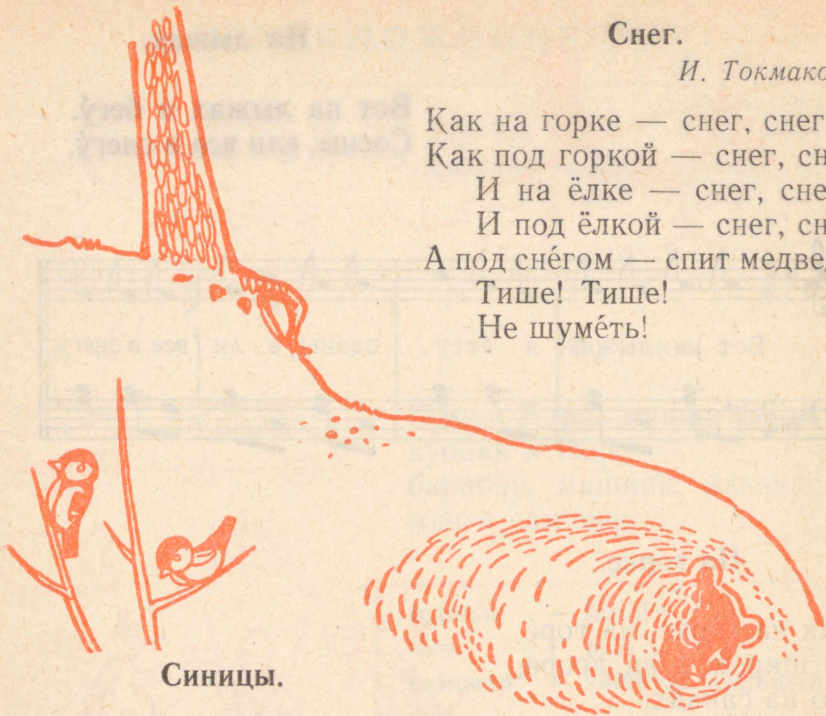 Снег.
И. Токмако
Как на горке — снег, снег
Как под горкой — снег, сн
И на ёлке — снег, сне
И под ёлкой — снег, сн
А под снéгом — спит медве
Тише! Тише!
Не шумéть!
Синицы.